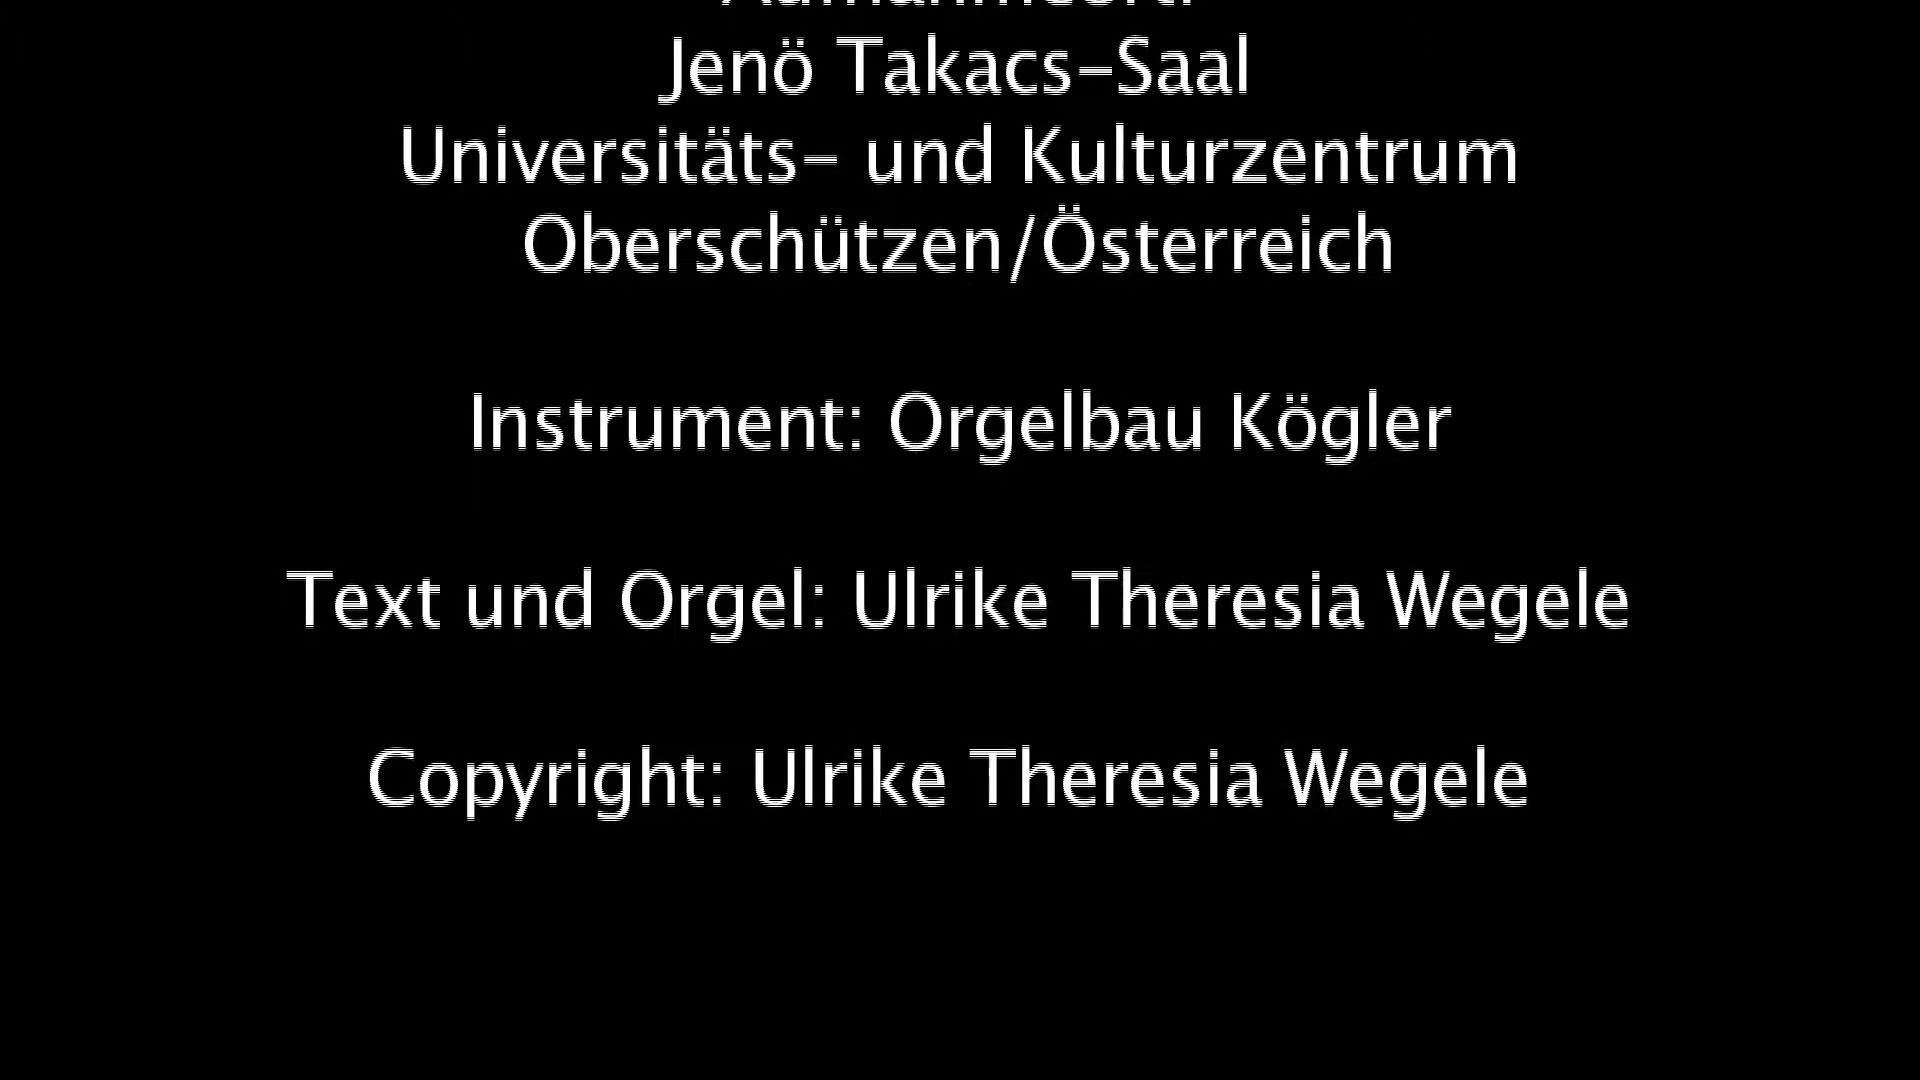 Jenö Takacs-Saal
Universitäts- und Kulturzentrum
Oberschützen/Österreich
Instrument: Orgelbau Kögler
Text und Orgel: Ulrike Theresia Wegele
Copyright: Ulrike Theresia Wegele